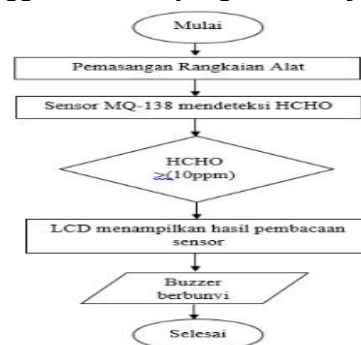 Mulai
Pemasangan Rangkaian Alat
Sensor MQ-138 mendeteksi HCHO
HCHO
≥(10ppm)
LCD menampilkan hasil pembacaan
sensor
Buzzer
berbunyi
Selesai